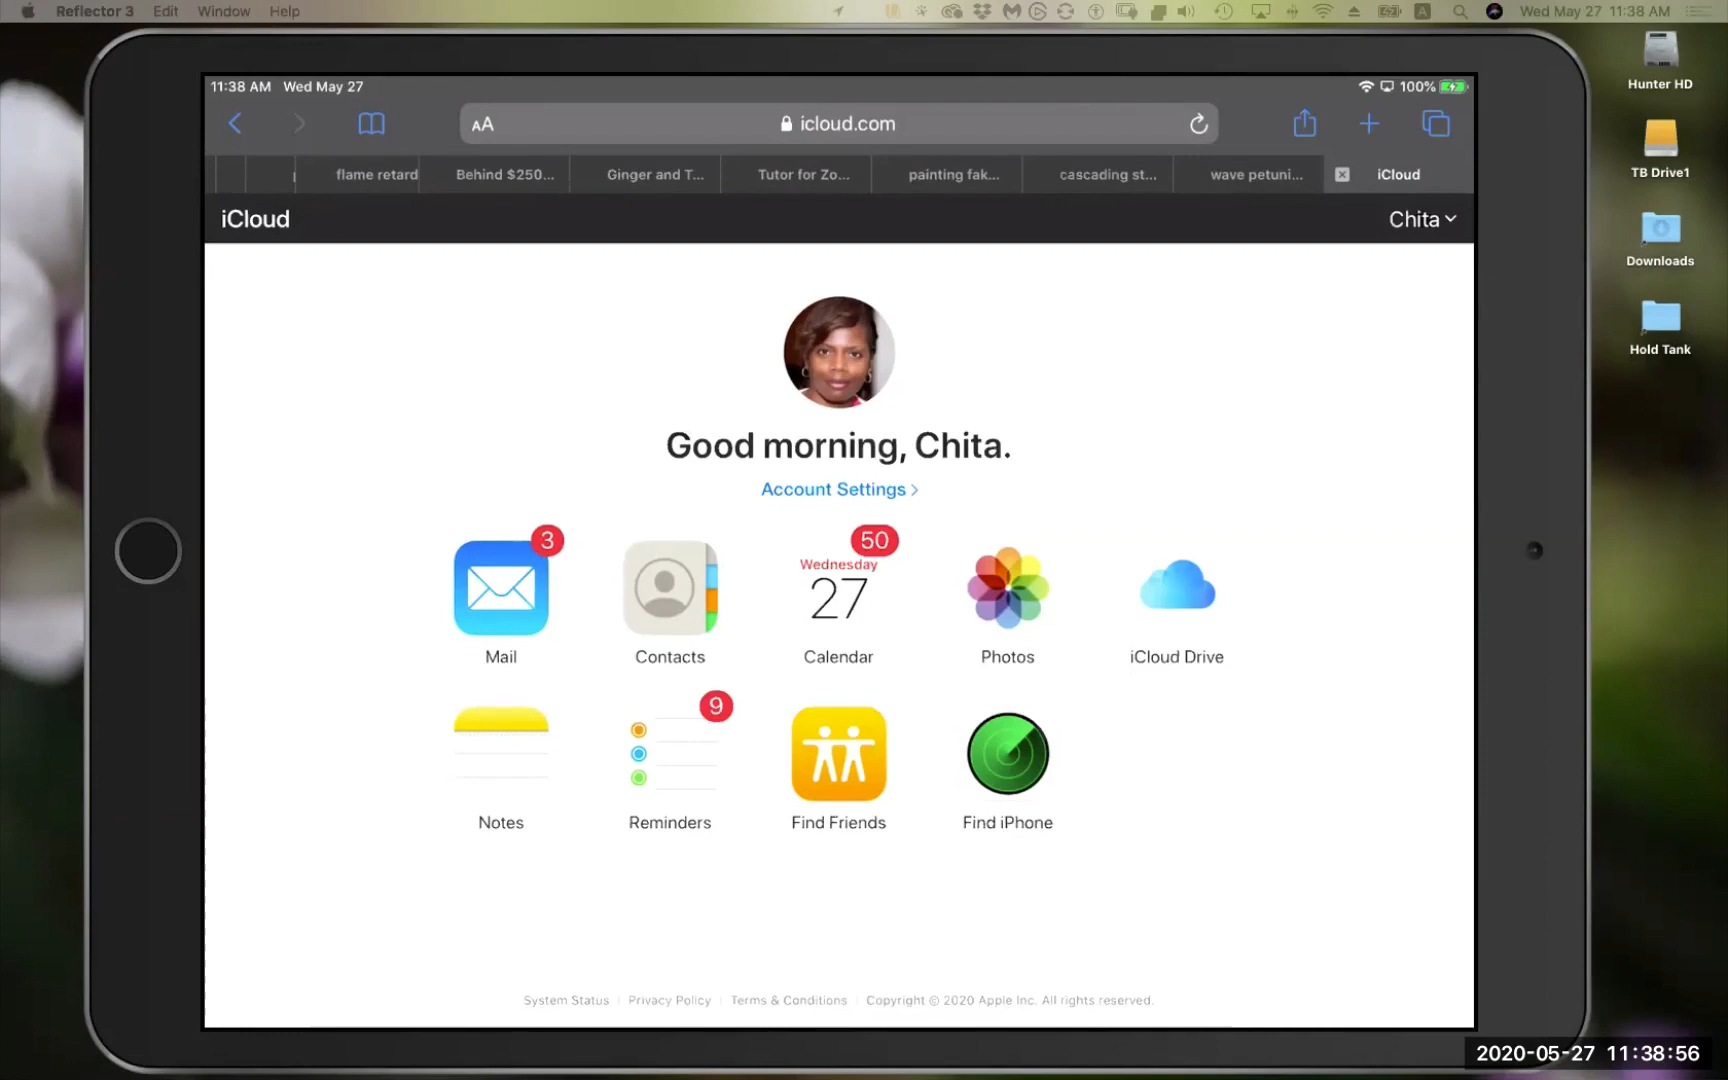 Reflector 3 Edit Window Help
A
Wed May 27 11:38 AM
Hunter HD
TB Drive1
Downloads
Hold Tank
11:38 AM Wed May 27
100%
AA
icloud.com
flame retard
Behind $250...
Ginger and T...
Tutor for Zo...
painting fak...
cascading st...
wave petuni...
iCloud
iCloud
Chita
Good morning, Chita.
Account Settings >
3
50
Wednesday
27
Mail
Contacts
Calendar
Photos
iCloud Drive
9
Notes
Reminders
Find Friends
Find iPhone
System Status | Privacy Policy | Terms & Conditions | Copyright © 2020 Apple Inc. All rights reserved.
2020-05-27 11:38:56